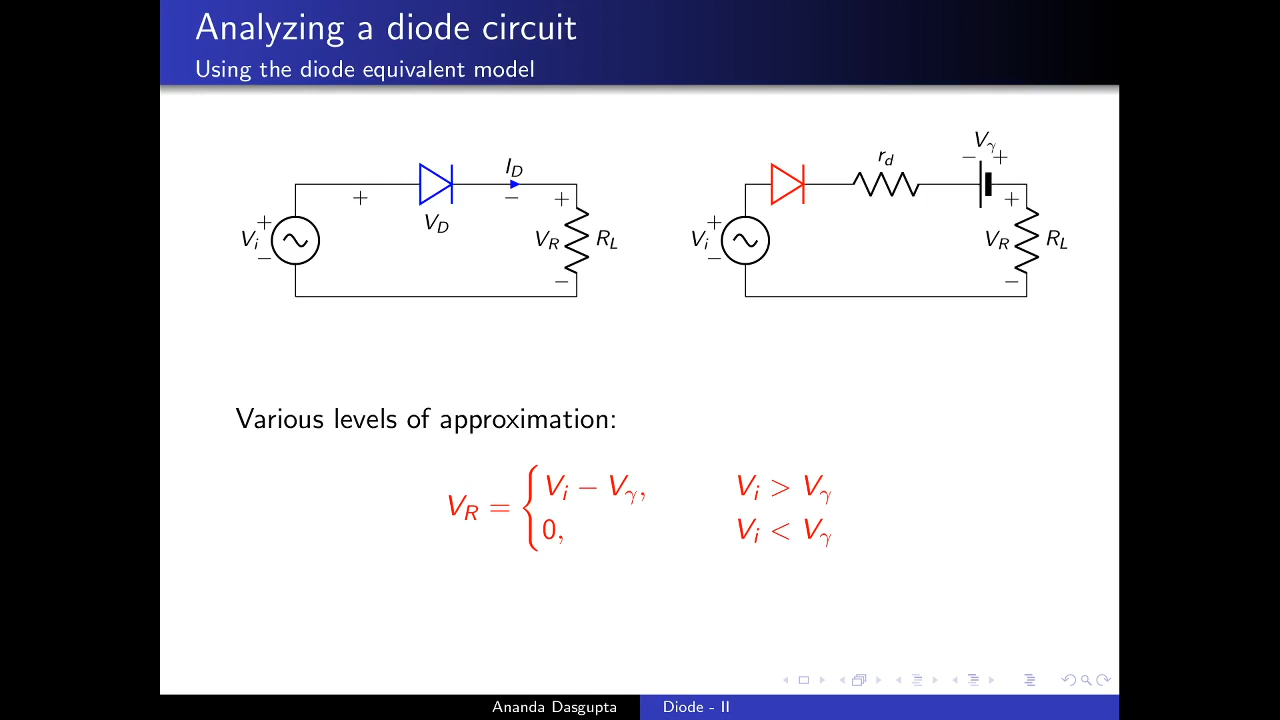 Analyzing a diode circuit
Using the diode equivalent model
I_D
+ −
V_D
V_i + −
V_R + −
R_L
V_γ
− +
r_d
V_i + −
V_R + −
R_L
Various levels of approximation:
V_R = { V_i − V_γ, V_i > V_γ
0, V_i < V_γ
Ananda Dasgupta
Diode - II